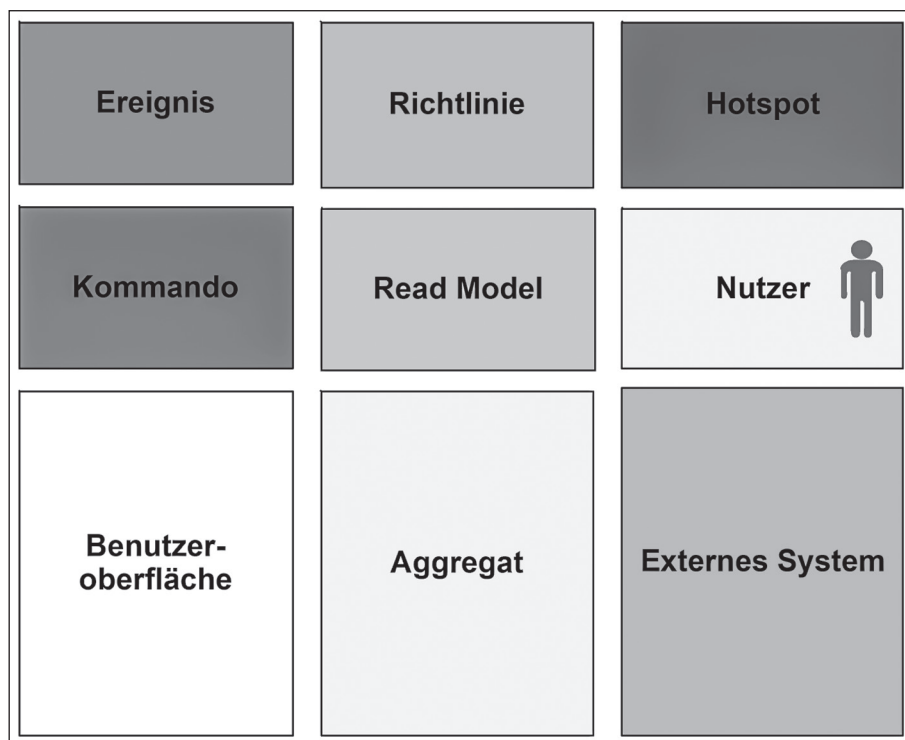 Ereignis
Richtlinie
Hotspot
Kommando
Read Model
Nutzer
Benutzer-
oberfläche
Aggregat
Externes System